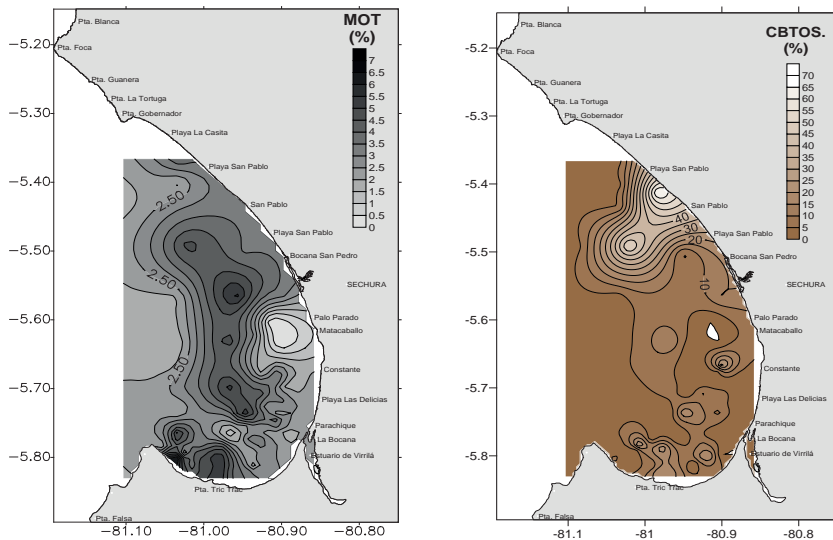 MOT
(%)
7
6.5
6
5.5
5
4.5
4
3.5
3
2.5
2
1.5
1
0.5
0
−5.20
−5.30
−5.40
−5.50
−5.60
−5.70
−5.80
−81.10
−81.00
−80.90
−80.80
Pta. Blanca
Pta. Foca
Pta. Guanera
Pta. La Tortuga
Pta. Gobernador
Playa La Casita
Playa San Pablo
San Pablo
Playa San Pablo
Bocana San Pedro
SECHURA
Palo Parado
Matacaballo
Constante
Playa Las Delicias
Parachique
La Bocana
Estuario de Virrilá
Pta. Tric Trac
Pta. Falsa
2.50
2.50
2.50
CBTOS.
(%)
70
65
60
55
50
45
40
35
30
25
20
15
10
5
0
-5.2
-5.3
-5.4
-5.5
-5.6
-5.7
-5.8
-81.1
-81
-80.9
-80.8
Pta. Blanca
Pta. Foca
Pta. Guanera
Pta. La Tortuga
Pta. Gobernador
Playa La Casita
Playa San Pablo
San Pablo
Playa San Pablo
Bocana San Pedro
SECHURA
Palo Parado
Matacaballo
Constante
Playa Las Delicias
Parachique
La Bocana
Estuario de Virrilá
Pta. Tric Trac
Pta. Falsa
40
30
20
10